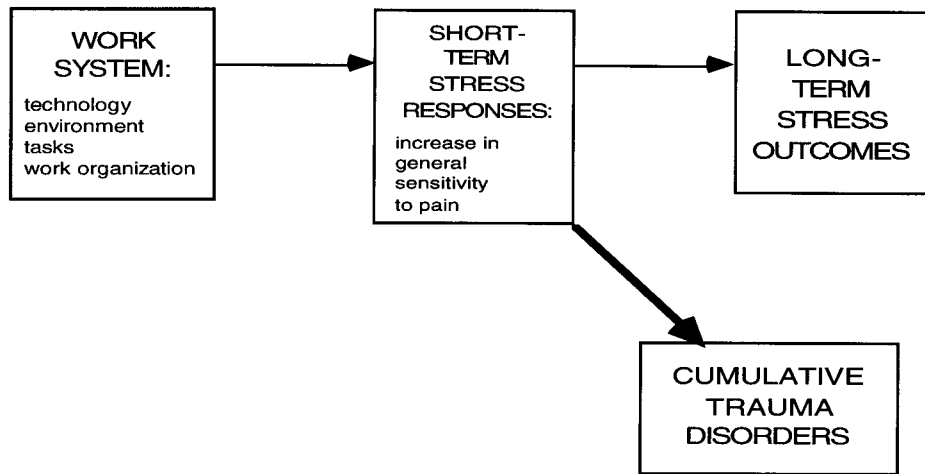 WORK
SYSTEM:
technology
environment
tasks
work organization
SHORT-
TERM
STRESS
RESPONSES:
increase in
general
sensitivity
to pain
LONG-
TERM
STRESS
OUTCOMES
CUMULATIVE
TRAUMA
DISORDERS